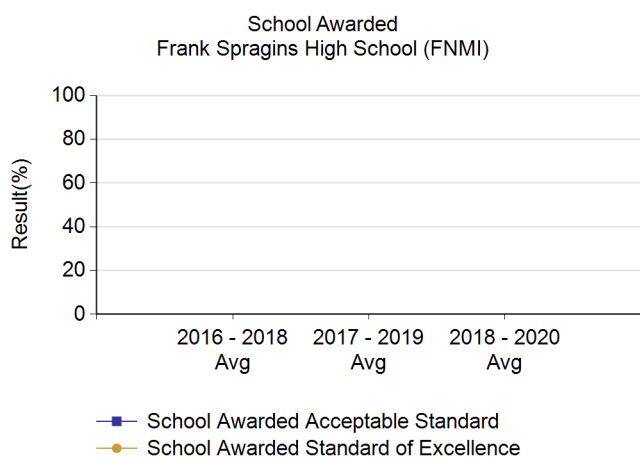 School Awarded
Frank Spragins High School (FNMI)
100
80
60
40
20
0
Result(%)
2016 - 2018 2017 - 2019 2018 - 2020
Avg Avg Avg
School Awarded Acceptable Standard
School Awarded Standard of Excellence